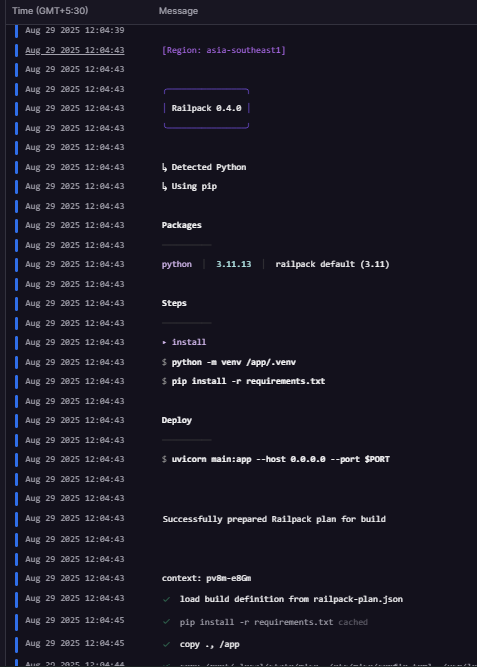 Time (GMT+5:30) Message
Aug 29 2025 12:04:39
Aug 29 2025 12:04:43 [Region: asia-southeast1]
Aug 29 2025 12:04:43
Aug 29 2025 12:04:43
Aug 29 2025 12:04:43 Railpack 0.4.0
Aug 29 2025 12:04:43
Aug 29 2025 12:04:43
Aug 29 2025 12:04:43 ↳ Detected Python
Aug 29 2025 12:04:43 ↳ Using pip
Aug 29 2025 12:04:43
Aug 29 2025 12:04:43 Packages
Aug 29 2025 12:04:43
Aug 29 2025 12:04:43 python │ 3.11.13 │ railpack default (3.11)
Aug 29 2025 12:04:43
Aug 29 2025 12:04:43 Steps
Aug 29 2025 12:04:43
Aug 29 2025 12:04:43 ▸ install
Aug 29 2025 12:04:43 $ python -m venv /app/.venv
Aug 29 2025 12:04:43 $ pip install -r requirements.txt
Aug 29 2025 12:04:43
Aug 29 2025 12:04:43 Deploy
Aug 29 2025 12:04:43
Aug 29 2025 12:04:43 $ uvicorn main:app --host 0.0.0.0 --port $PORT
Aug 29 2025 12:04:43
Aug 29 2025 12:04:43
Aug 29 2025 12:04:43 Successfully prepared Railpack plan for build
Aug 29 2025 12:04:43
Aug 29 2025 12:04:43
Aug 29 2025 12:04:43 context: pv8m-e8Gm
Aug 29 2025 12:04:43 ✓ load build definition from railpack-plan.json
Aug 29 2025 12:04:45 ✓ pip install -r requirements.txt cached
Aug 29 2025 12:04:45 ✓ copy ., /app